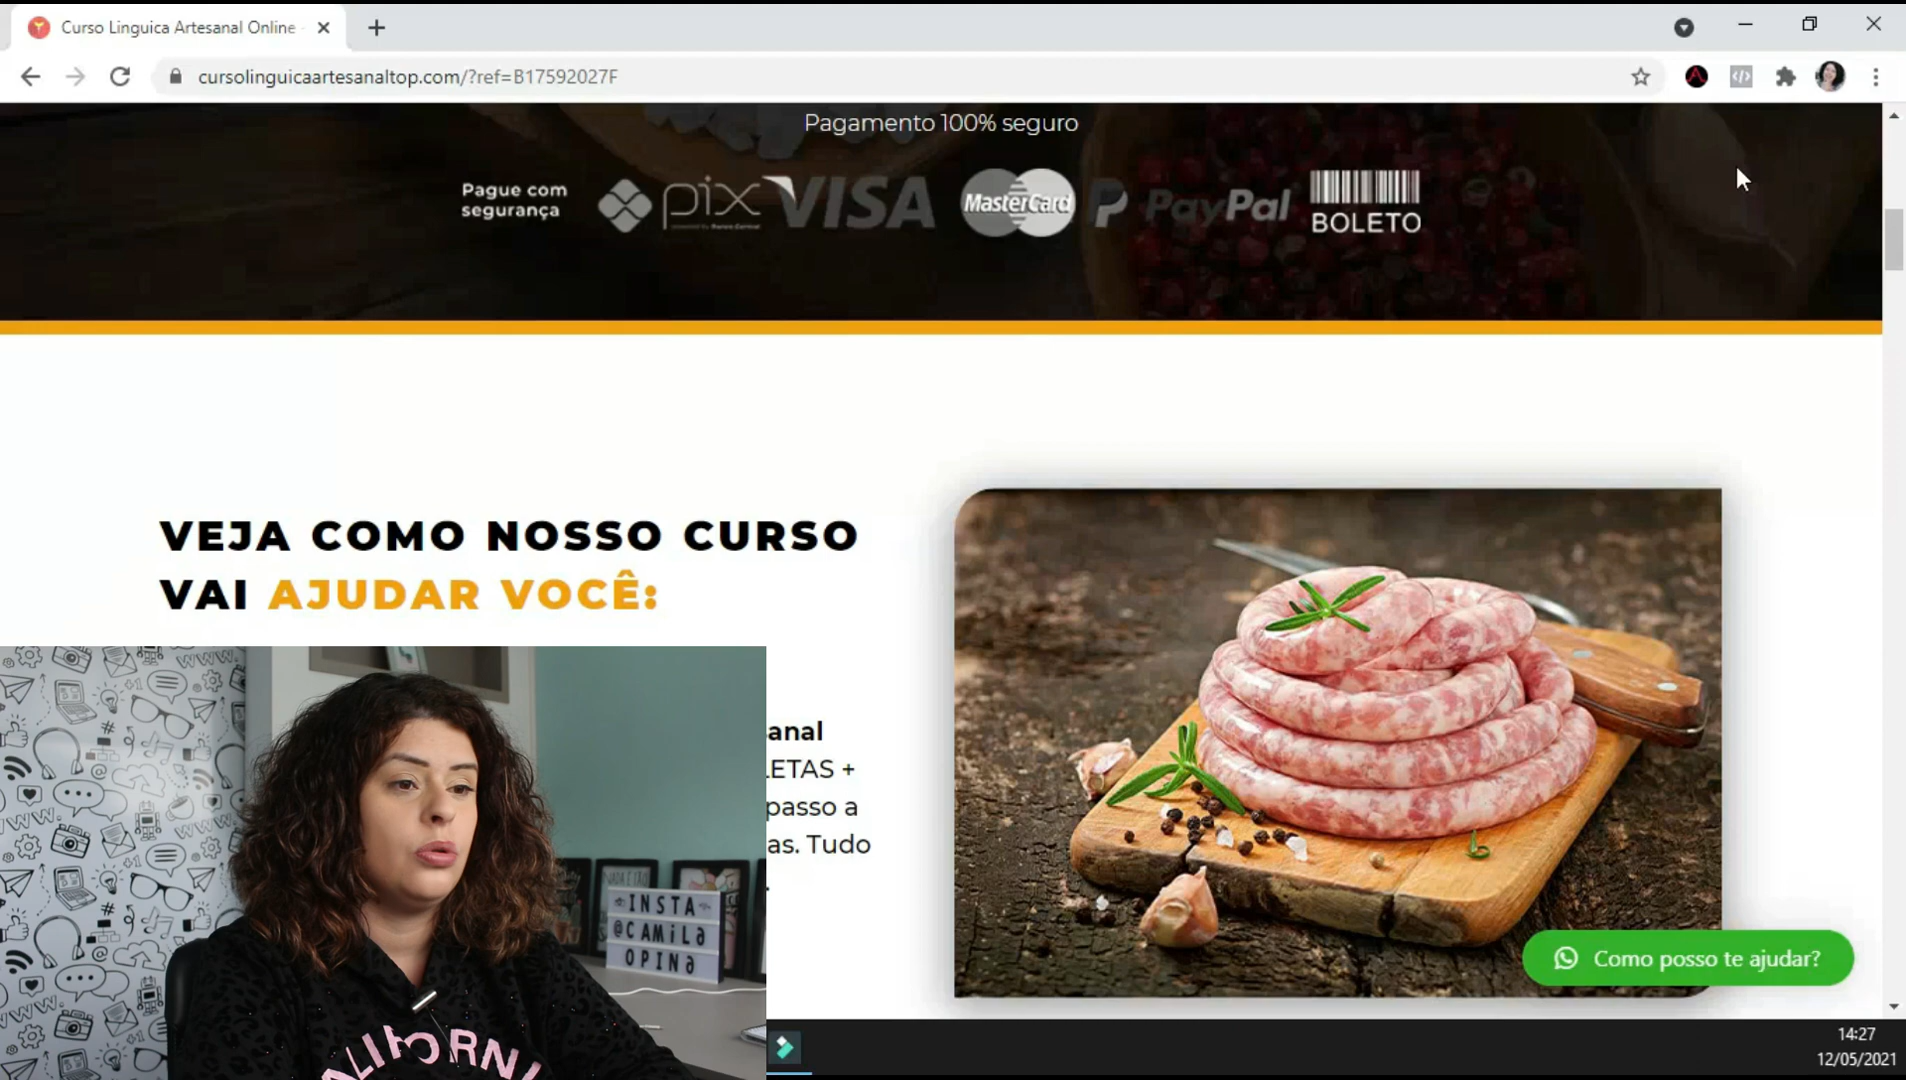 Curso Linguica Artesanal Online
cursolinguicaartesanaltop.com/?ref=B17592027F
Pagamento 100% seguro
Pague com
segurança
pix
VISA
MasterCard
PayPal
BOLETO
VEJA COMO NOSSO CURSO
VAI AJUDAR VOCÊ:
anal
LETAS +
passo a
as. Tudo
.
Como posso te ajudar?
INSTA
@CAMILA
OPINA
CALIFORNI
14:27
12/05/2021